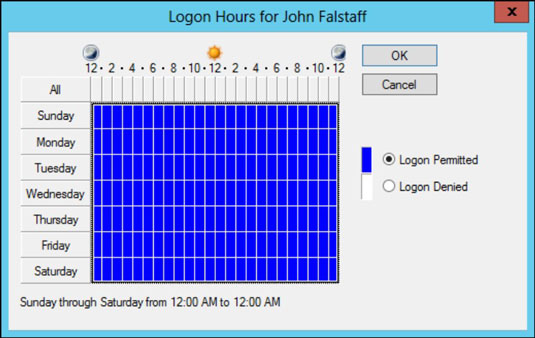 Logon Hours for John Falstaff
x
12 • 2 • 4 • 6 • 8 • 10 • 12 • 2 • 4 • 6 • 8 • 10 • 12
OK
Cancel
All
Sunday
Monday
Tuesday
Wednesday
Thursday
Friday
Saturday
Logon Permitted
Logon Denied
Sunday through Saturday from 12:00 AM to 12:00 AM